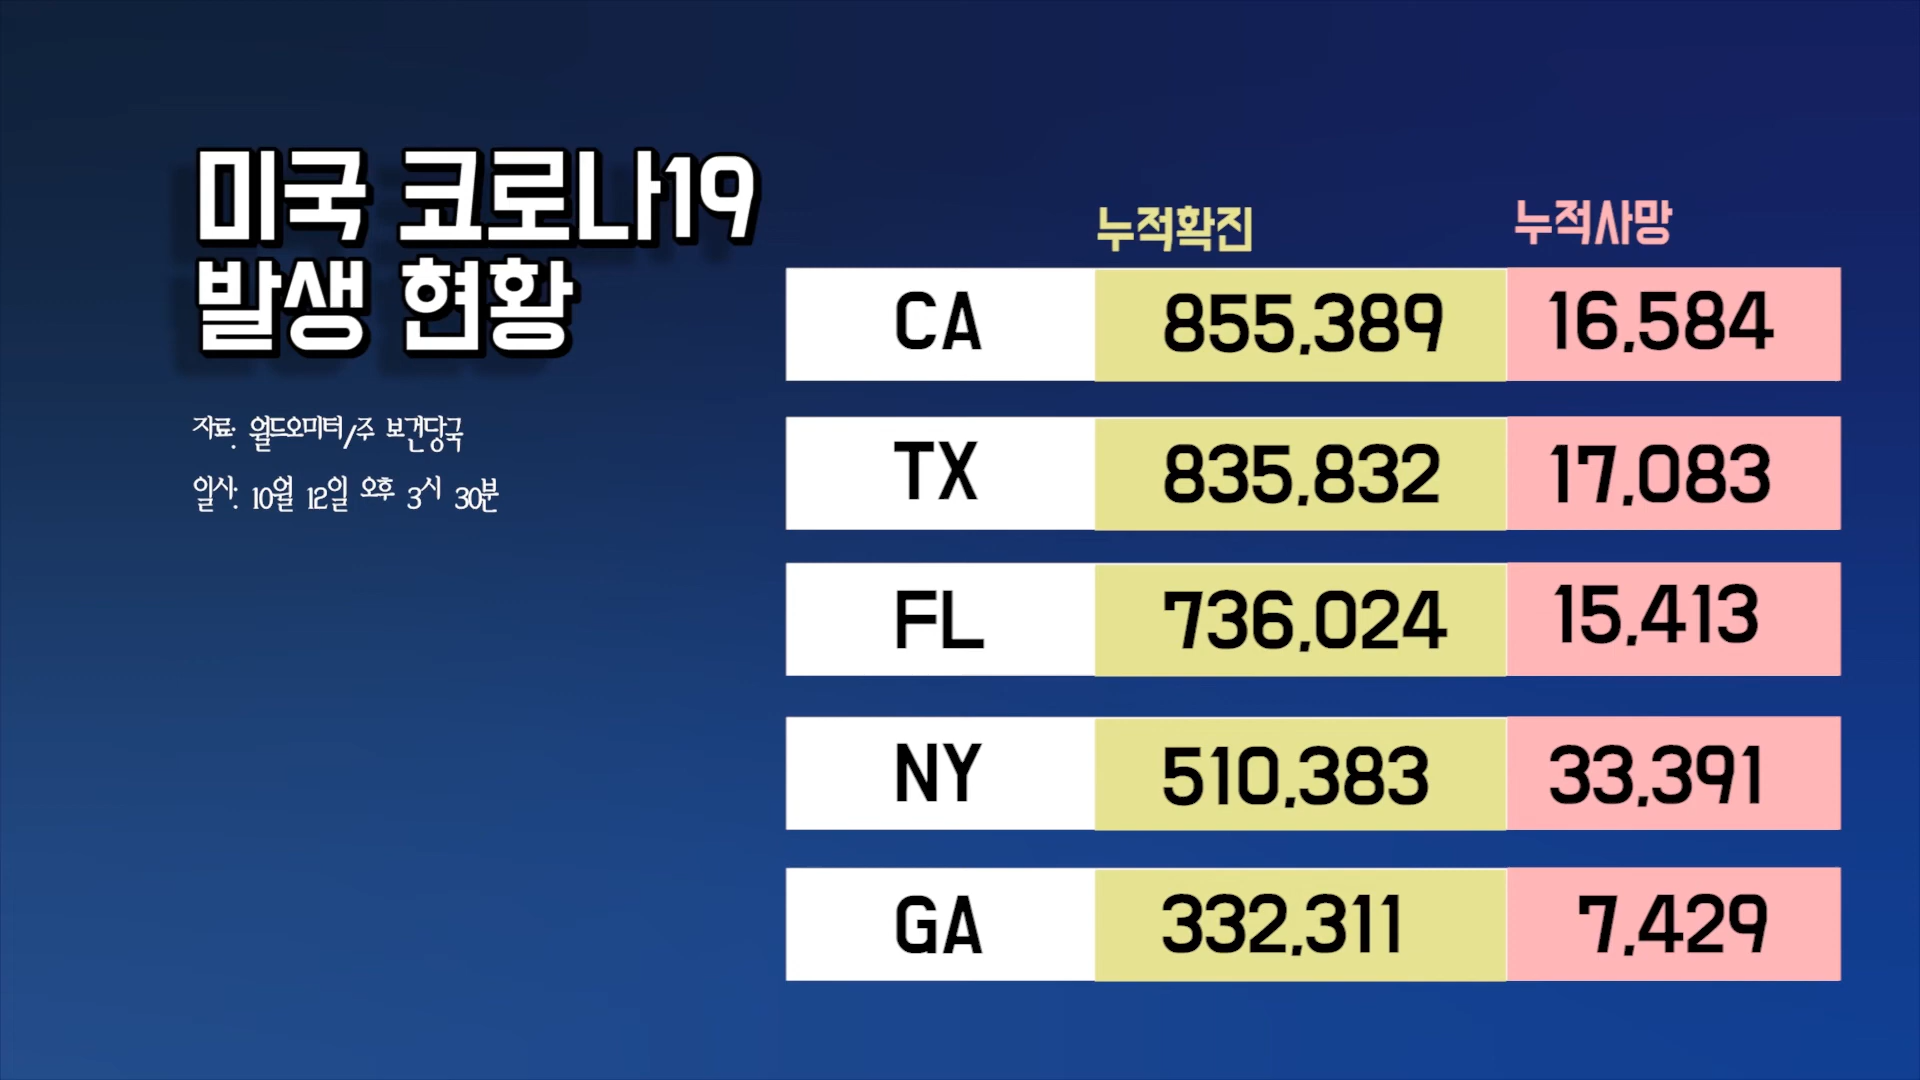 미국 코로나19
발생 현황
자료: 월드오미터/주 보건당국
일시: 10월 12일 오후 3시 30분
누적확진 누적사망
CA 855,389 16,584
TX 835,832 17,083
FL 736,024 15,413
NY 510,383 33,391
GA 332,311 7,429